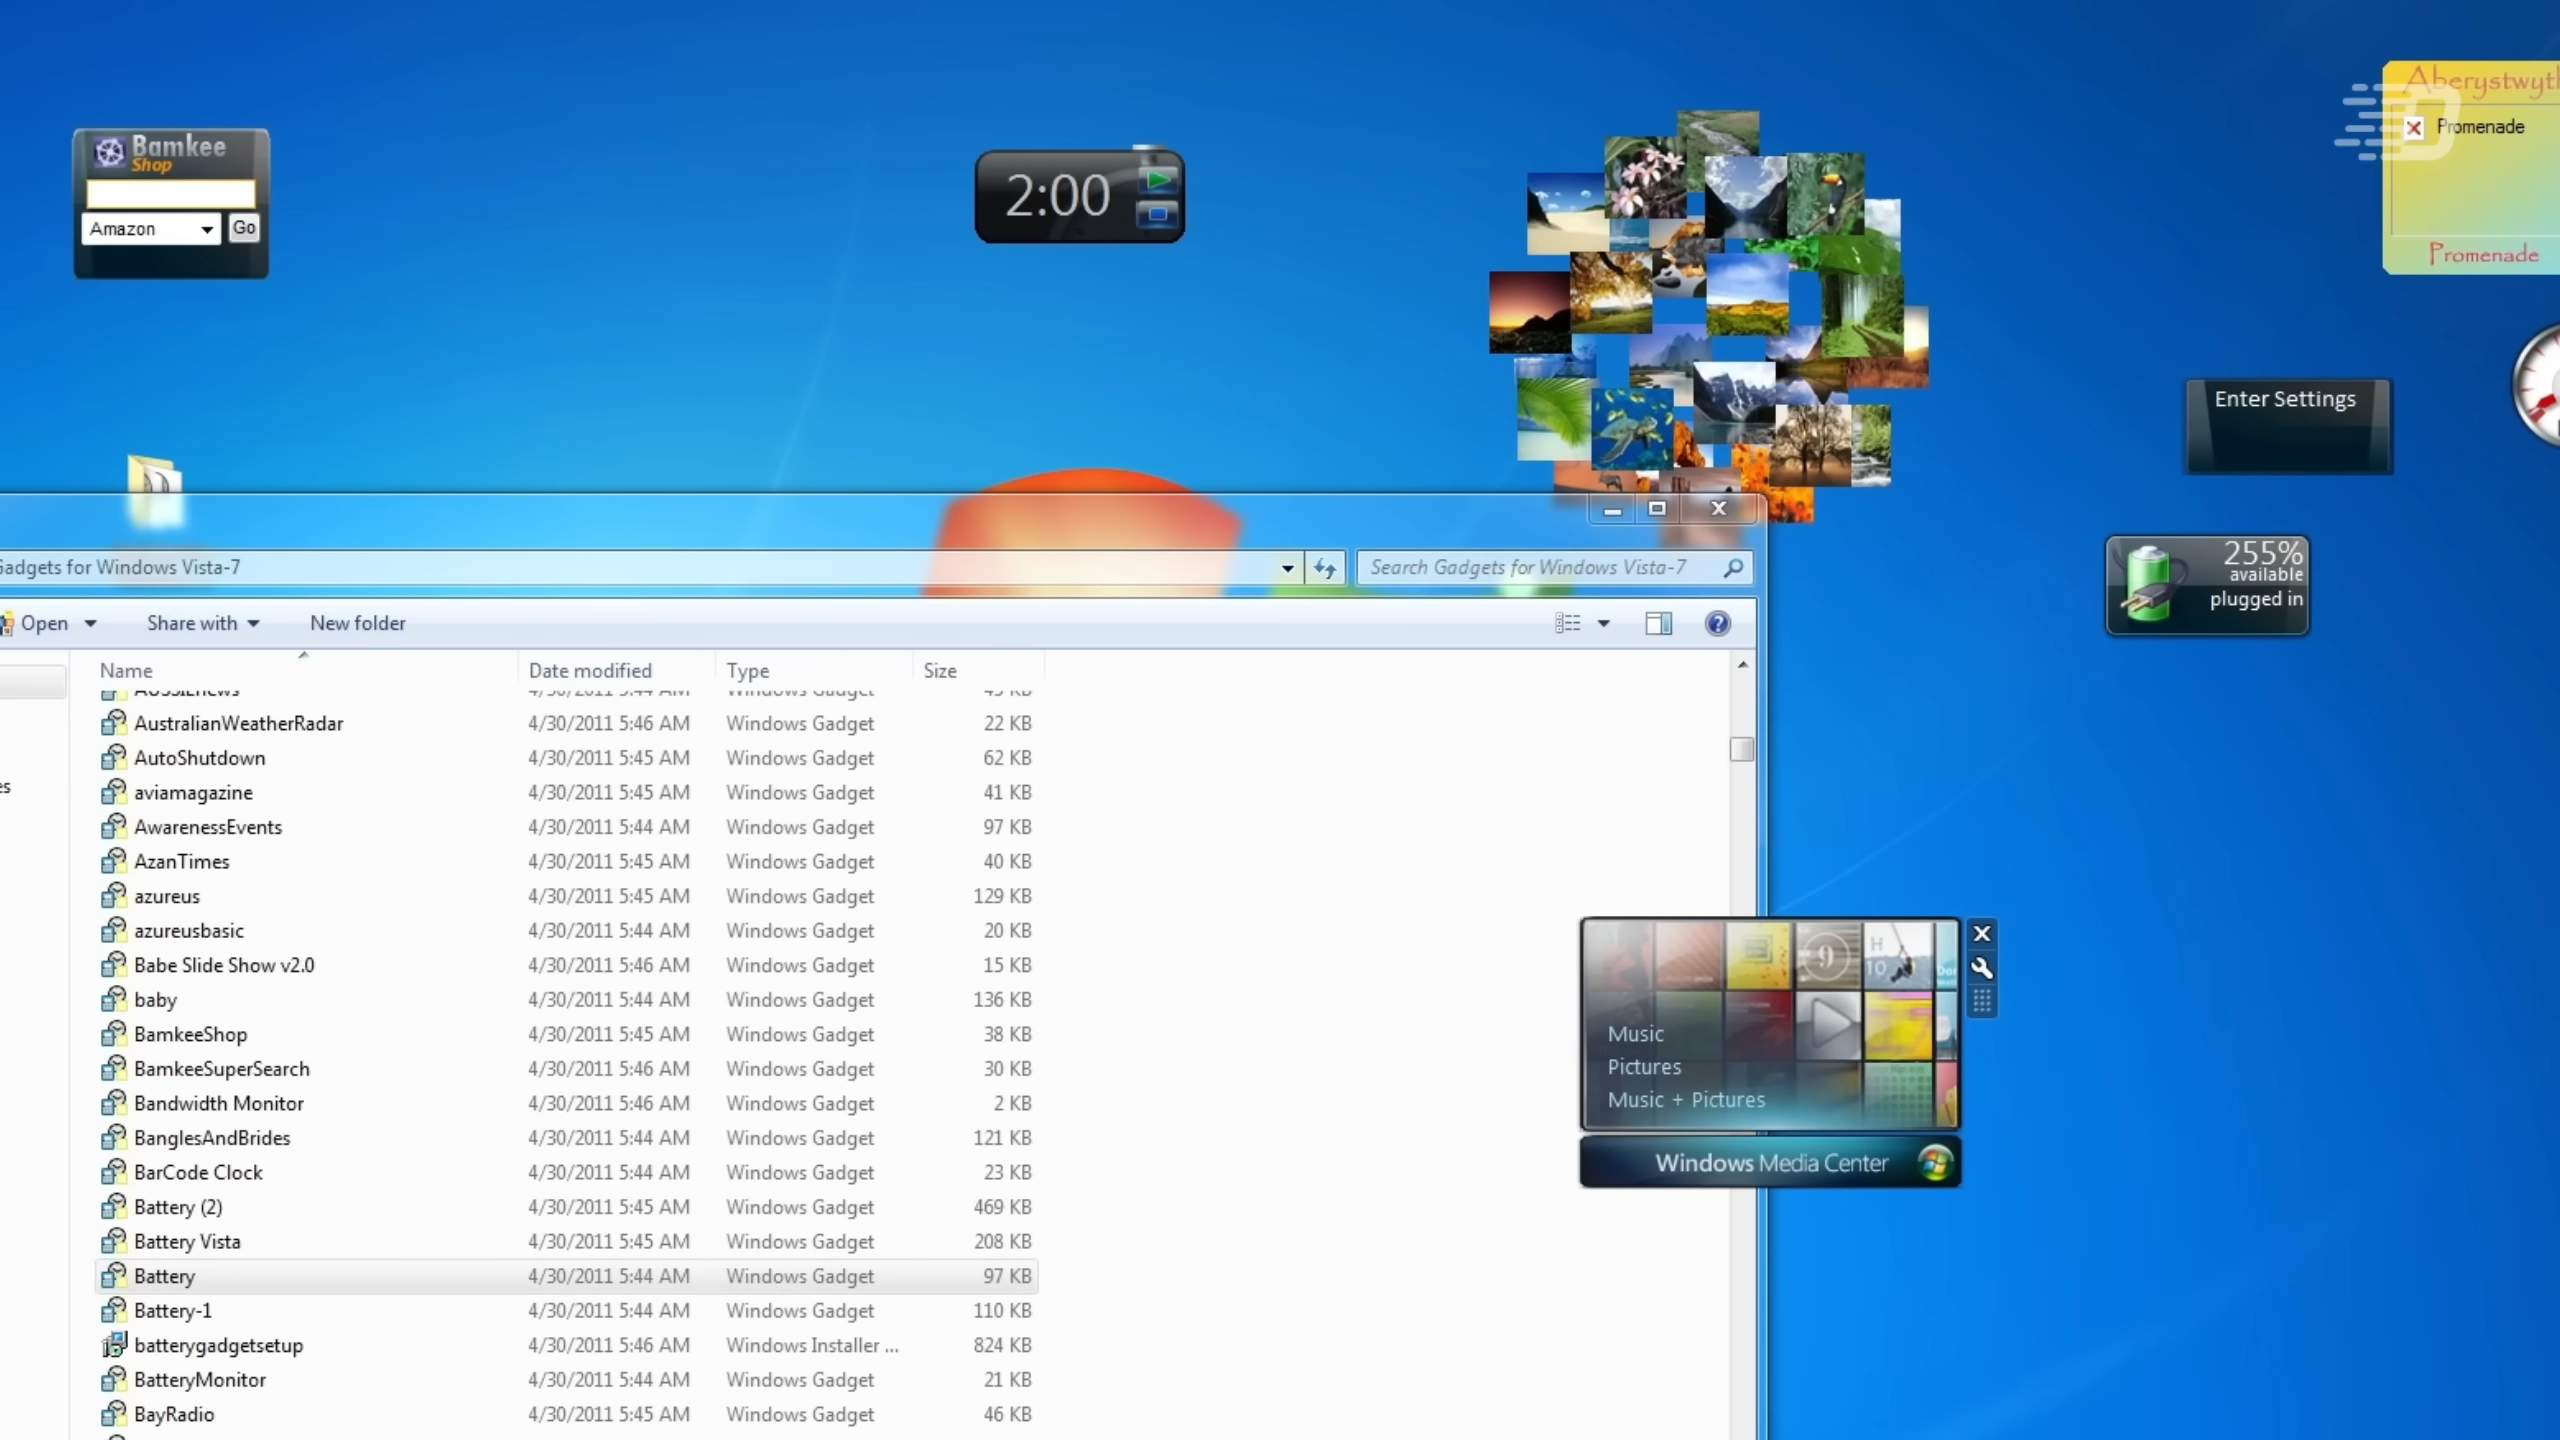 Bamkee
Shop
Amazon
Go
2:00
Promenade
Promenade
Enter Settings
255%
available
plugged in
Gadgets for Windows Vista-7
Search Gadgets for Windows Vista-7
Open
Share with
New folder
Name Date modified Type Size
AustralianWeatherRadar 4/30/2011 5:46 AM Windows Gadget 22 KB
AutoShutdown 4/30/2011 5:45 AM Windows Gadget 62 KB
aviamagazine 4/30/2011 5:45 AM Windows Gadget 41 KB
AwarenessEvents 4/30/2011 5:44 AM Windows Gadget 97 KB
AzanTimes 4/30/2011 5:45 AM Windows Gadget 40 KB
azureus 4/30/2011 5:45 AM Windows Gadget 129 KB
azureusbasic 4/30/2011 5:44 AM Windows Gadget 20 KB
Babe Slide Show v2.0 4/30/2011 5:46 AM Windows Gadget 15 KB
baby 4/30/2011 5:44 AM Windows Gadget 136 KB
BamkeeShop 4/30/2011 5:45 AM Windows Gadget 38 KB
BamkeeSuperSearch 4/30/2011 5:46 AM Windows Gadget 30 KB
Bandwidth Monitor 4/30/2011 5:46 AM Windows Gadget 2 KB
BanglesAndBrides 4/30/2011 5:44 AM Windows Gadget 121 KB
BarCode Clock 4/30/2011 5:44 AM Windows Gadget 23 KB
Battery (2) 4/30/2011 5:45 AM Windows Gadget 469 KB
Battery Vista 4/30/2011 5:45 AM Windows Gadget 208 KB
Battery 4/30/2011 5:44 AM Windows Gadget 97 KB
Battery-1 4/30/2011 5:44 AM Windows Gadget 110 KB
batterygadgetsetup 4/30/2011 5:46 AM Windows Installer ... 824 KB
BatteryMonitor 4/30/2011 5:44 AM Windows Gadget 21 KB
BayRadio 4/30/2011 5:45 AM Windows Gadget 46 KB
9
H
10
Music
Pictures
Music + Pictures
Windows Media Center